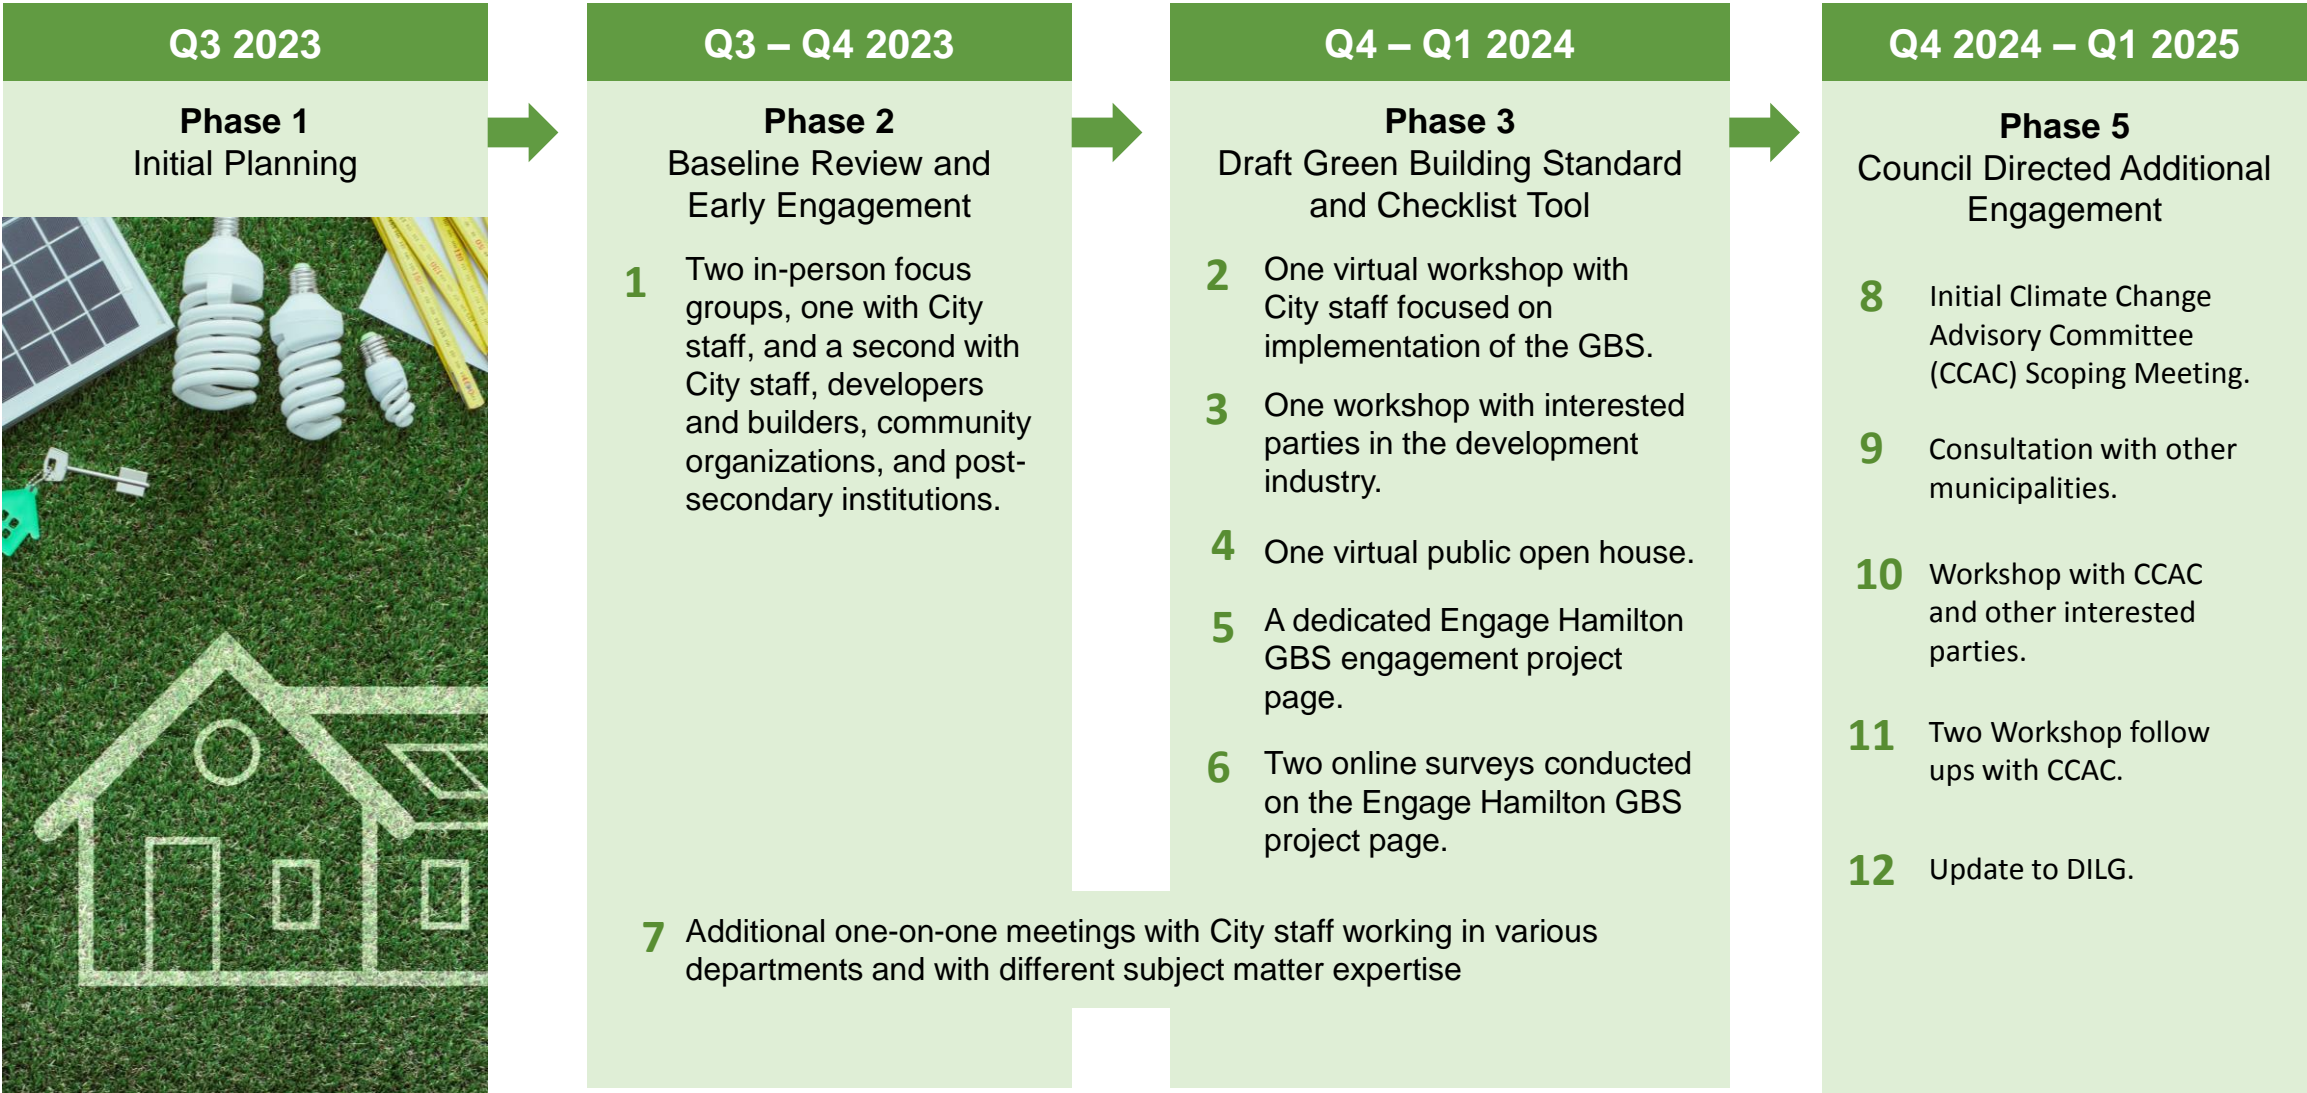 Q3 2023
Phase 1
Initial Planning
Q3 – Q4 2023
Phase 2
Baseline Review and
Early Engagement
1
Two in-person focus
groups, one with City
staff, and a second with
City staff, developers
and builders, community
organizations, and post-
secondary institutions.
Q4 – Q1 2024
Phase 3
Draft Green Building Standard
and Checklist Tool
2
One virtual workshop with
City staff focused on
implementation of the GBS.
3
One workshop with interested
parties in the development
industry.
4
One virtual public open house.
5
A dedicated Engage Hamilton
GBS engagement project
page.
6
Two online surveys conducted
on the Engage Hamilton GBS
project page.
7
Additional one-on-one meetings with City staff working in various
departments and with different subject matter expertise
Q4 2024 – Q1 2025
Phase 5
Council Directed Additional
Engagement
8
Initial Climate Change
Advisory Committee
(CCAC) Scoping Meeting.
9
Consultation with other
municipalities.
10
Workshop with CCAC
and other interested
parties.
11
Two Workshop follow
ups with CCAC.
12
Update to DILG.